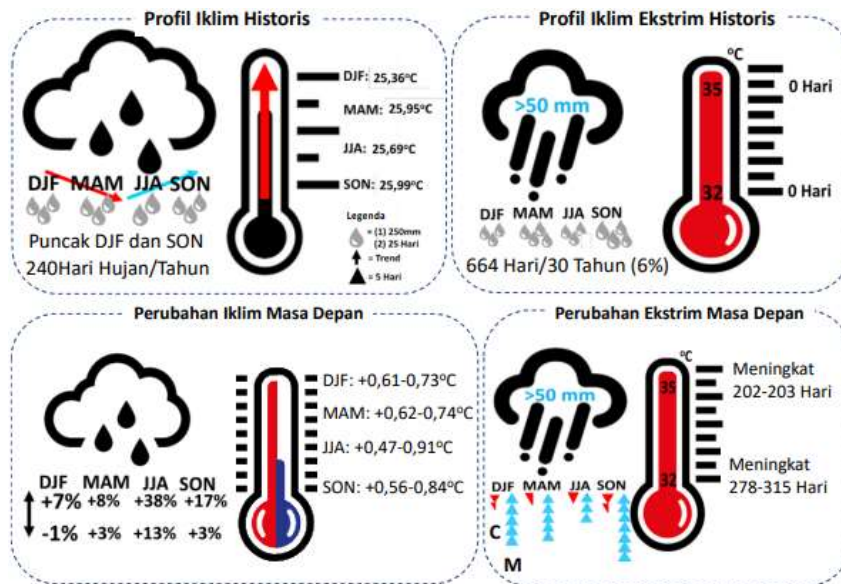 Profil Iklim Historis
DJF: 25,36°C
MAM: 25,95°C
JJA: 25,69°C
SON: 25,99°C
DJF MAM JJA SON
Puncak DJF dan SON
240Hari Hujan/Tahun
Legenda
= (1) 250mm
(2) 25 Hari
= Trend
= 5 Hari
Profil Iklim Ekstrim Historis
>50 mm
DJF MAM JJA SON
664 Hari/30 Tahun (6%)
°C
35
0 Hari
32
0 Hari
Perubahan Iklim Masa Depan
DJF MAM JJA SON
+7% +8% +38% +17%
-1% +3% +13% +3%
DJF: +0,61-0,73°C
MAM: +0,62-0,74°C
JJA: +0,47-0,91°C
SON: +0,56-0,84°C
Perubahan Ekstrim Masa Depan
>50 mm
DJF MAM JJA SON
C
M
°C
35
Meningkat
202-203 Hari
32
Meningkat
278-315 Hari